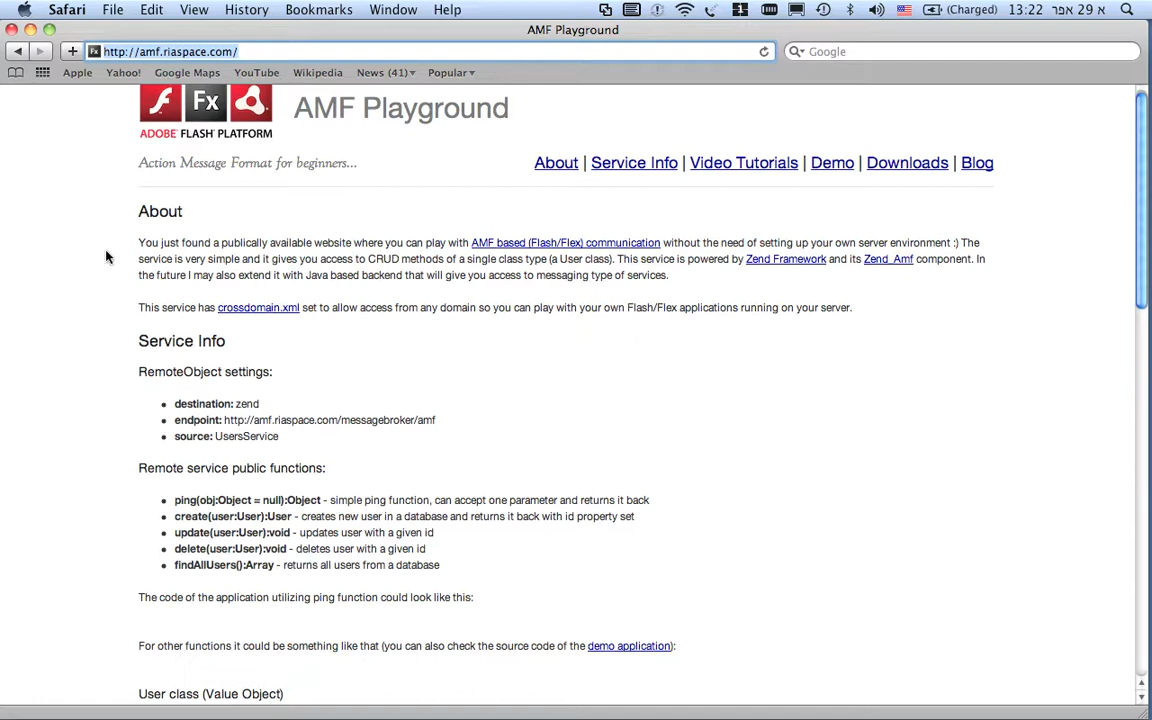 Safari File Edit View History Bookmarks Window Help (Charged) 13:22 א 29 אפר
AMF Playground
http://amf.riaspace.com/ Google
Apple Yahoo! Google Maps YouTube Wikipedia News (41) Popular
Fx AMF Playground
ADOBE FLASH PLATFORM
Action Message Format for beginners... About | Service Info | Video Tutorials | Demo | Downloads | Blog
About
You just found a publically available website where you can play with AMF based (Flash/Flex) communication without the need of setting up your own server environment :) The
service is very simple and it gives you access to CRUD methods of a single class type (a User class). This service is powered by Zend Framework and its Zend_Amf component. In
the future I may also extend it with Java based backend that will give you access to messaging type of services.
This service has crossdomain.xml set to allow access from any domain so you can play with your own Flash/Flex applications running on your server.
Service Info
RemoteObject settings:
destination: zend
endpoint: http://amf.riaspace.com/messagebroker/amf
source: UsersService
Remote service public functions:
ping(obj:Object = null):Object - simple ping function, can accept one parameter and returns it back
create(user:User):User - creates new user in a database and returns it back with id property set
update(user:User):void - updates user with a given id
delete(user:User):void - deletes user with a given id
findAllUsers():Array - returns all users from a database
The code of the application utilizing ping function could look like this:
For other functions it could be something like that (you can also check the source code of the demo application):
User class (Value Object)